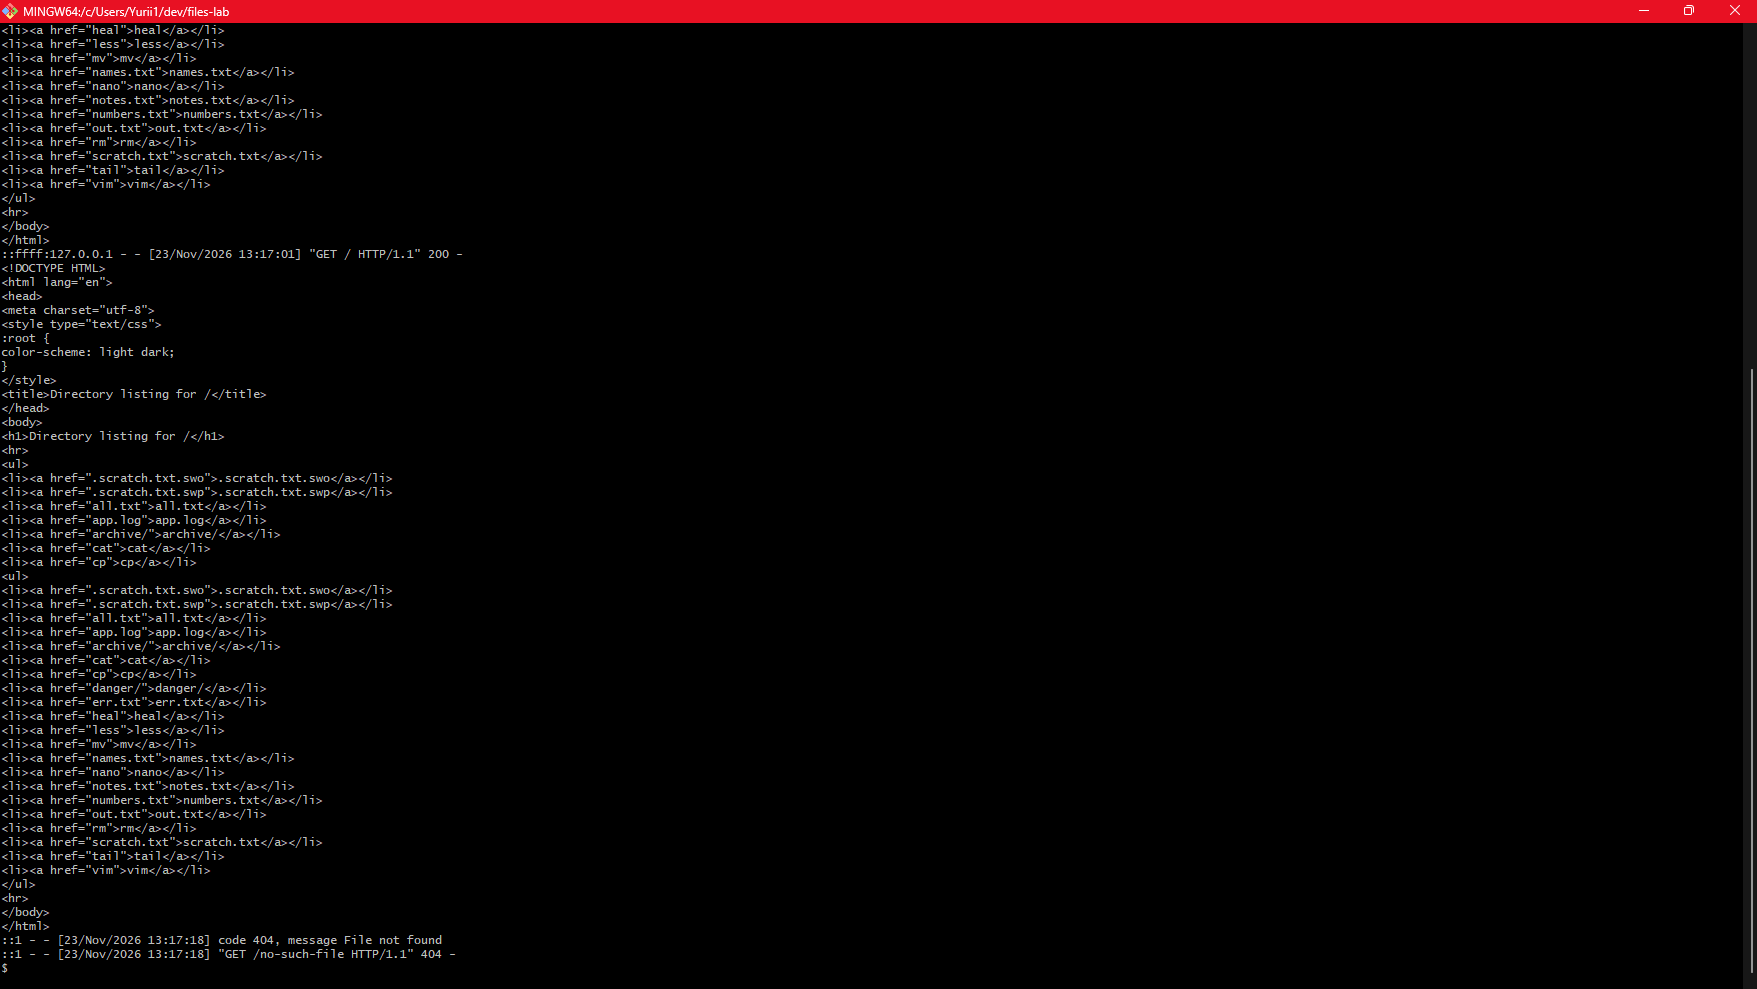 MINGW64:/c/Users/Yurii1/dev/files-lab
<li><a href="heal">heal</a></li>
<li><a href="less">less</a></li>
<li><a href="mv">mv</a></li>
<li><a href="names.txt">names.txt</a></li>
<li><a href="nano">nano</a></li>
<li><a href="notes.txt">notes.txt</a></li>
<li><a href="numbers.txt">numbers.txt</a></li>
<li><a href="out.txt">out.txt</a></li>
<li><a href="rm">rm</a></li>
<li><a href="scratch.txt">scratch.txt</a></li>
<li><a href="tail">tail</a></li>
<li><a href="vim">vim</a></li>
</ul>
<hr>
</body>
</html>
::ffff:127.0.0.1 - - [23/Nov/2026 13:17:01] "GET / HTTP/1.1" 200 -
<!DOCTYPE HTML>
<html lang="en">
<head>
<meta charset="utf-8">
<style type="text/css">
:root {
color-scheme: light dark;
}
</style>
<title>Directory listing for /</title>
</head>
<body>
<h1>Directory listing for /</h1>
<hr>
<ul>
<li><a href=".scratch.txt.swo">.scratch.txt.swo</a></li>
<li><a href=".scratch.txt.swp">.scratch.txt.swp</a></li>
<li><a href="all.txt">all.txt</a></li>
<li><a href="app.log">app.log</a></li>
<li><a href="archive/">archive/</a></li>
<li><a href="cat">cat</a></li>
<li><a href="cp">cp</a></li>
<ul>
<li><a href=".scratch.txt.swo">.scratch.txt.swo</a></li>
<li><a href=".scratch.txt.swp">.scratch.txt.swp</a></li>
<li><a href="all.txt">all.txt</a></li>
<li><a href="app.log">app.log</a></li>
<li><a href="archive/">archive/</a></li>
<li><a href="cat">cat</a></li>
<li><a href="cp">cp</a></li>
<li><a href="danger/">danger/</a></li>
<li><a href="err.txt">err.txt</a></li>
<li><a href="heal">heal</a></li>
<li><a href="less">less</a></li>
<li><a href="mv">mv</a></li>
<li><a href="names.txt">names.txt</a></li>
<li><a href="nano">nano</a></li>
<li><a href="notes.txt">notes.txt</a></li>
<li><a href="numbers.txt">numbers.txt</a></li>
<li><a href="out.txt">out.txt</a></li>
<li><a href="rm">rm</a></li>
<li><a href="scratch.txt">scratch.txt</a></li>
<li><a href="tail">tail</a></li>
<li><a href="vim">vim</a></li>
</ul>
<hr>
</body>
</html>
::1 - - [23/Nov/2026 13:17:18] code 404, message File not found
::1 - - [23/Nov/2026 13:17:18] "GET /no-such-file HTTP/1.1" 404 -
$